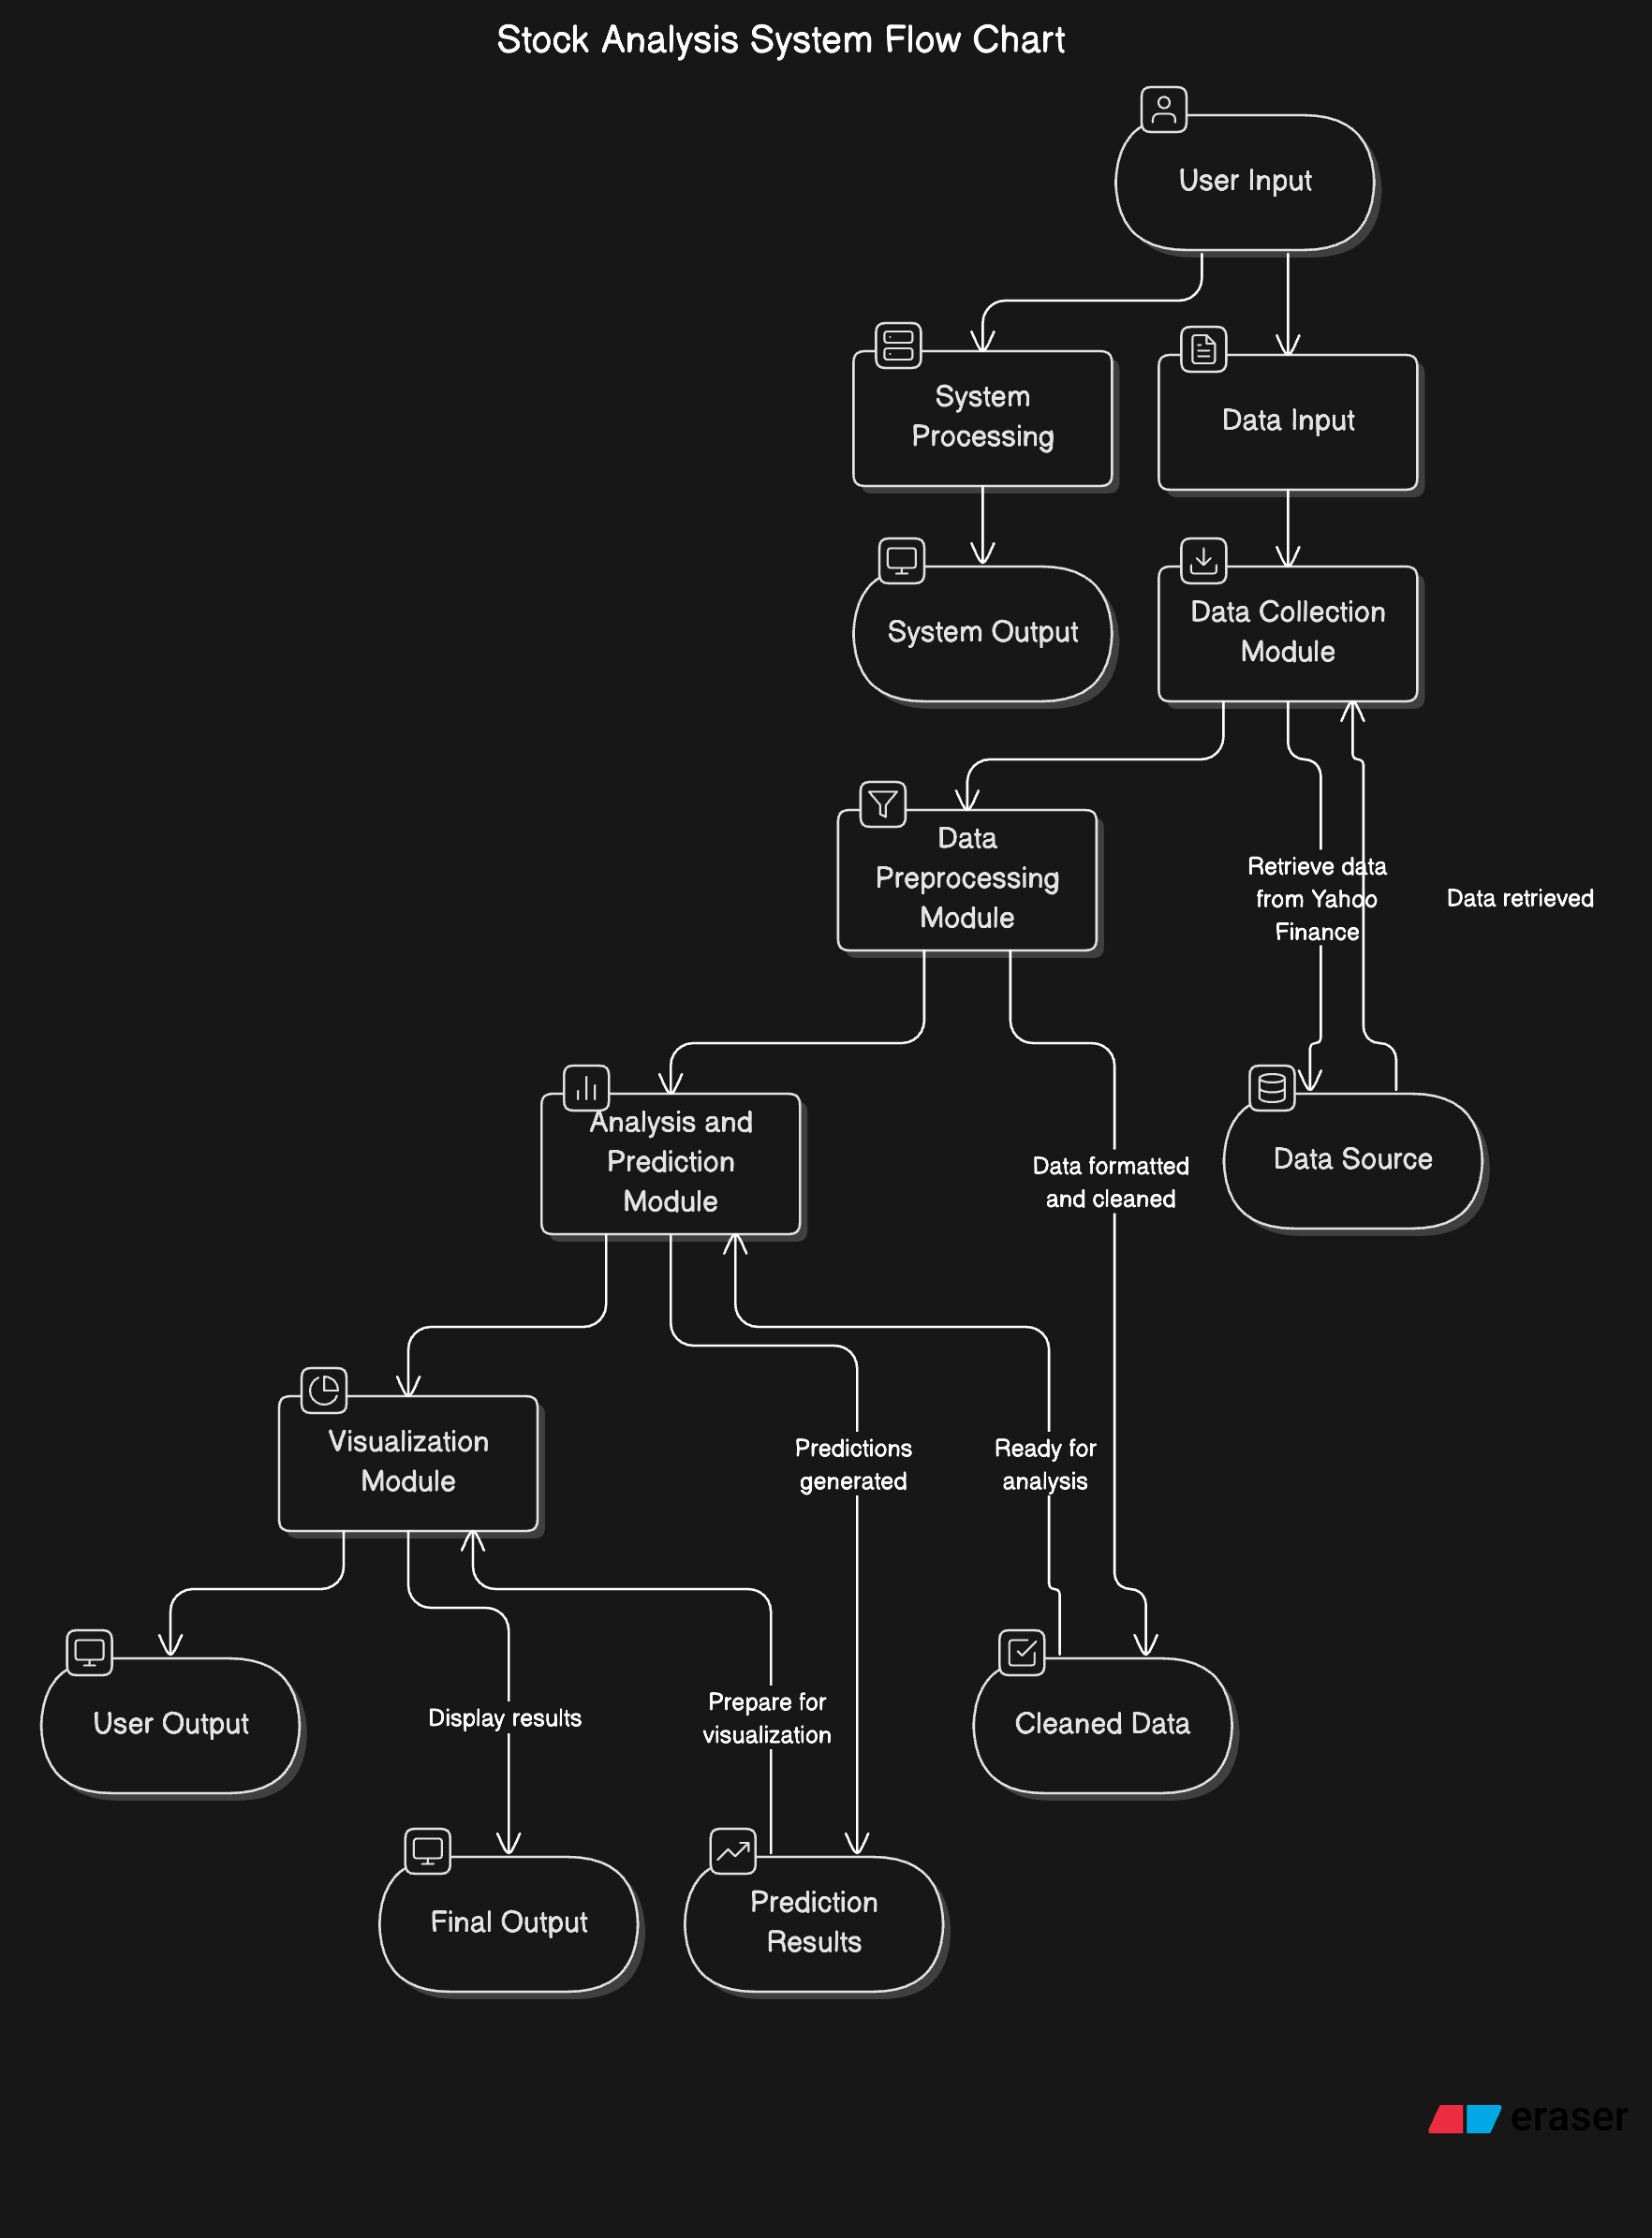 Stock Analysis System Flow Chart
User Input
System
Processing
Data Input
System Output
Data Collection
Module
Data
Preprocessing
Module
Retrieve data
from Yahoo
Finance
Data retrieved
Analysis and
Prediction
Module
Data formatted
and cleaned
Data Source
Visualization
Module
Predictions
generated
Ready for
analysis
User Output
Display results
Prepare for
visualization
Cleaned Data
Final Output
Prediction
Results
eraser